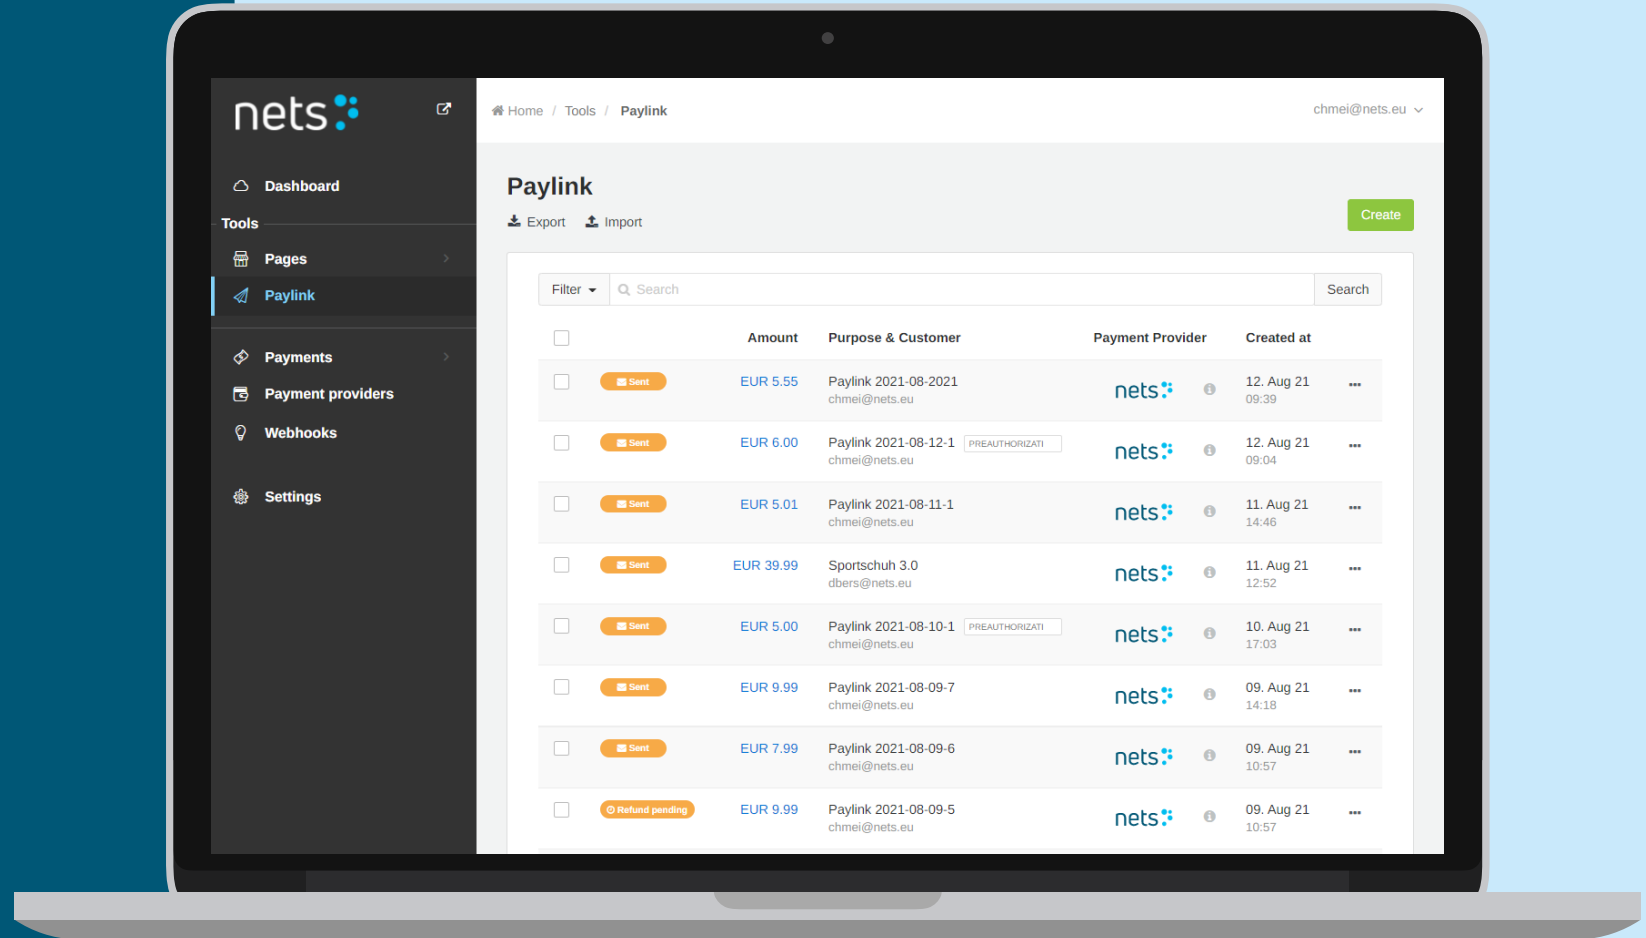 nets
Home / Tools / Paylink
chmei@nets.eu
Dashboard
Tools
Pages
Paylink
Payments
Payment providers
Webhooks
Settings
Paylink
Export Import
Create
Filter Search Search
Amount Purpose & Customer Payment Provider Created at
Sent EUR 5.55 Paylink 2021-08-2021 nets 12. Aug 21
chmei@nets.eu 09:39
Sent EUR 6.00 Paylink 2021-08-12-1 PREAUTHORIZATI nets 12. Aug 21
chmei@nets.eu 09:04
Sent EUR 5.01 Paylink 2021-08-11-1 nets 11. Aug 21
chmei@nets.eu 14:46
Sent EUR 39.99 Sportschuh 3.0 nets 11. Aug 21
dbers@nets.eu 12:52
Sent EUR 5.00 Paylink 2021-08-10-1 PREAUTHORIZATI nets 10. Aug 21
chmei@nets.eu 17:03
Sent EUR 9.99 Paylink 2021-08-09-7 nets 09. Aug 21
chmei@nets.eu 14:18
Sent EUR 7.99 Paylink 2021-08-09-6 nets 09. Aug 21
chmei@nets.eu 10:57
Refund pending EUR 9.99 Paylink 2021-08-09-5 nets 09. Aug 21
chmei@nets.eu 10:57